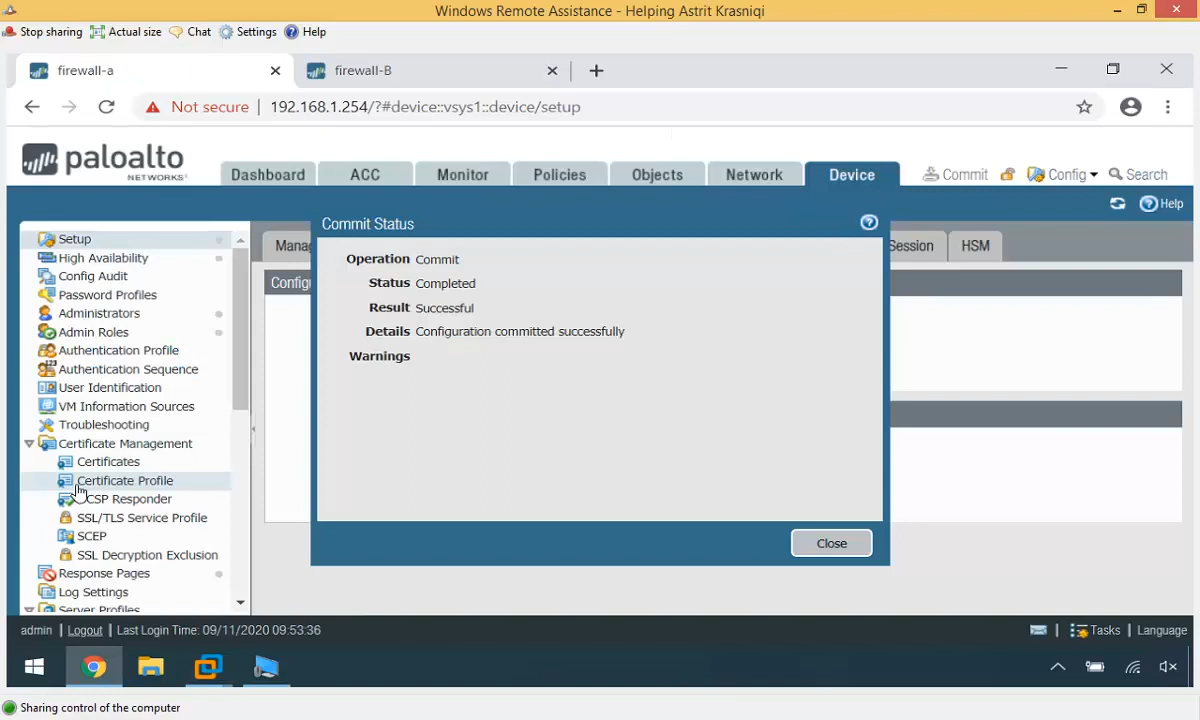 Windows Remote Assistance - Helping Astrit Krasniqi
Stop sharing Actual size Chat Settings Help
firewall-a firewall-B
Not secure | 192.168.1.254/?#device::vsys1::device/setup
paloalto
NETWORKS
Dashboard ACC Monitor Policies Objects Network Device Commit Config Search
Help
Setup
High Availability
Config Audit
Password Profiles
Administrators
Admin Roles
Authentication Profile
Authentication Sequence
User Identification
VM Information Sources
Troubleshooting
Certificate Management
Certificates
Certificate Profile
CSP Responder
SSL/TLS Service Profile
SCEP
SSL Decryption Exclusion
Response Pages
Log Settings
Server Profiles
Session HSM
Commit Status
Operation Commit
Status Completed
Result Successful
Details Configuration committed successfully
Warnings
Close
admin | Logout | Last Login Time: 09/11/2020 09:53:36
Tasks | Language
Sharing control of the computer